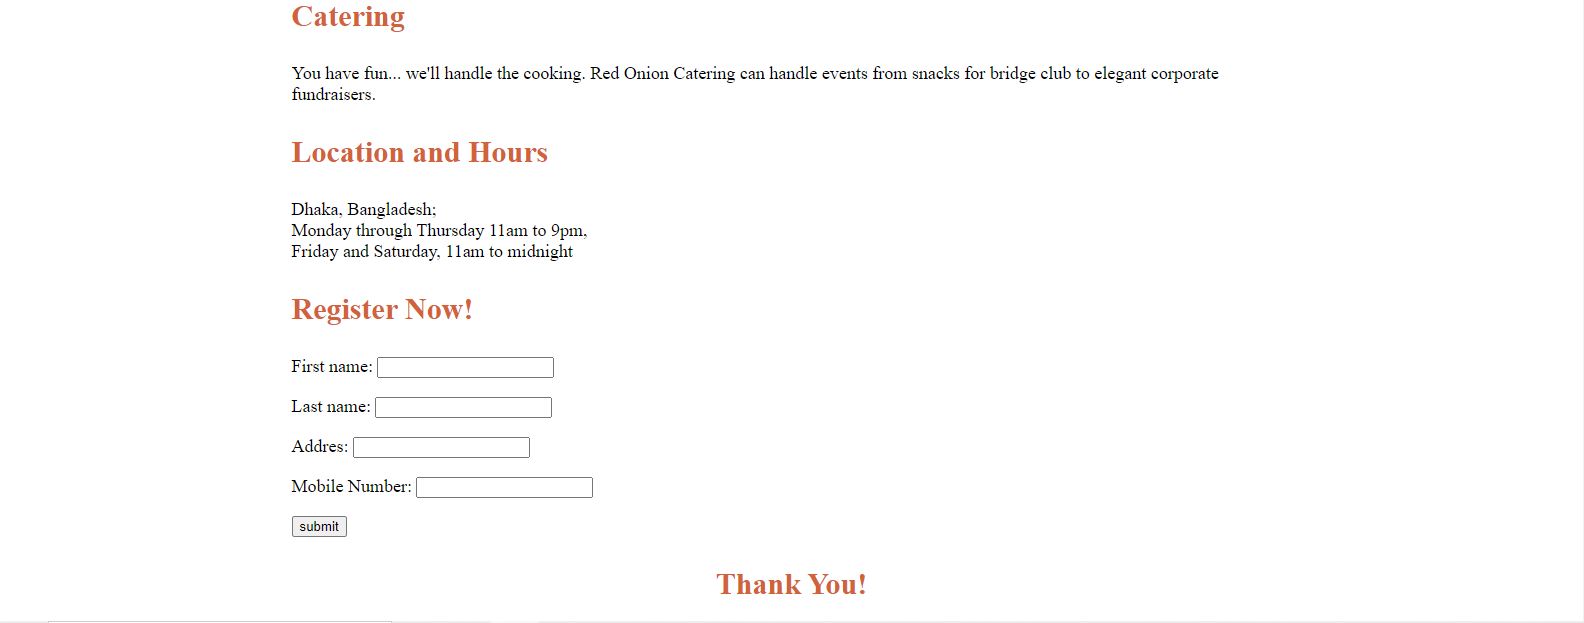 Catering
You have fun... we'll handle the cooking. Red Onion Catering can handle events from snacks for bridge club to elegant corporate
fundraisers.
Location and Hours
Dhaka, Bangladesh;
Monday through Thursday 11am to 9pm,
Friday and Saturday, 11am to midnight
Register Now!
First name:
Last name:
Addres:
Mobile Number:
submit
Thank You!